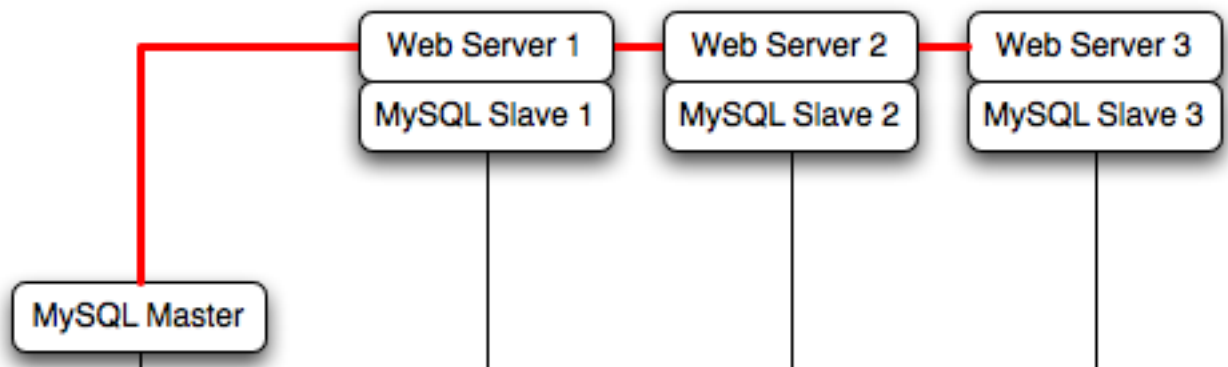 Web Server 1
Web Server 2
Web Server 3
MySQL Slave 1
MySQL Slave 2
MySQL Slave 3
MySQL Master